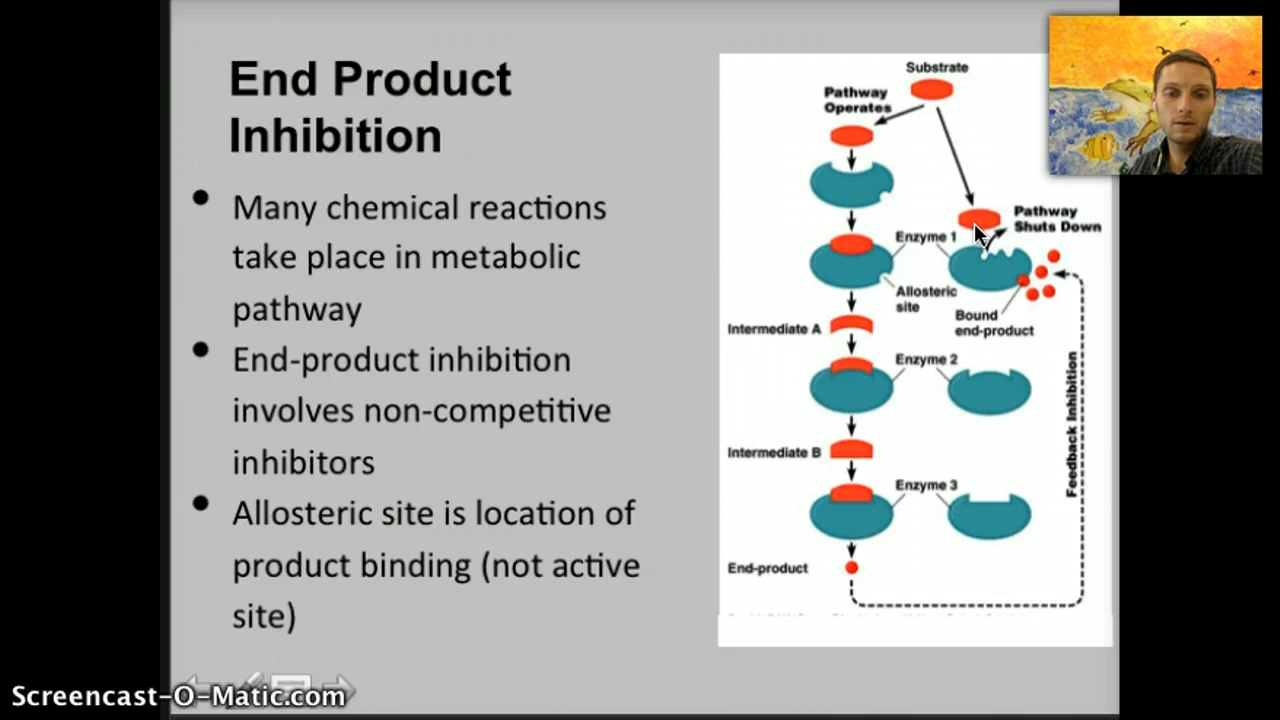 End Product
Inhibition
• Many chemical reactions
take place in metabolic
pathway
• End-product inhibition
involves non-competitive
inhibitors
• Allosteric site is location of
product binding (not active
site)
Substrate
Pathway
Operates
Pathway
Shuts Down
Enzyme 1
Allosteric
site
Bound
end-product
Intermediate A
Enzyme 2
Feedback Inhibition
Intermediate B
Enzyme 3
End-product
Screencast-O-Matic.com